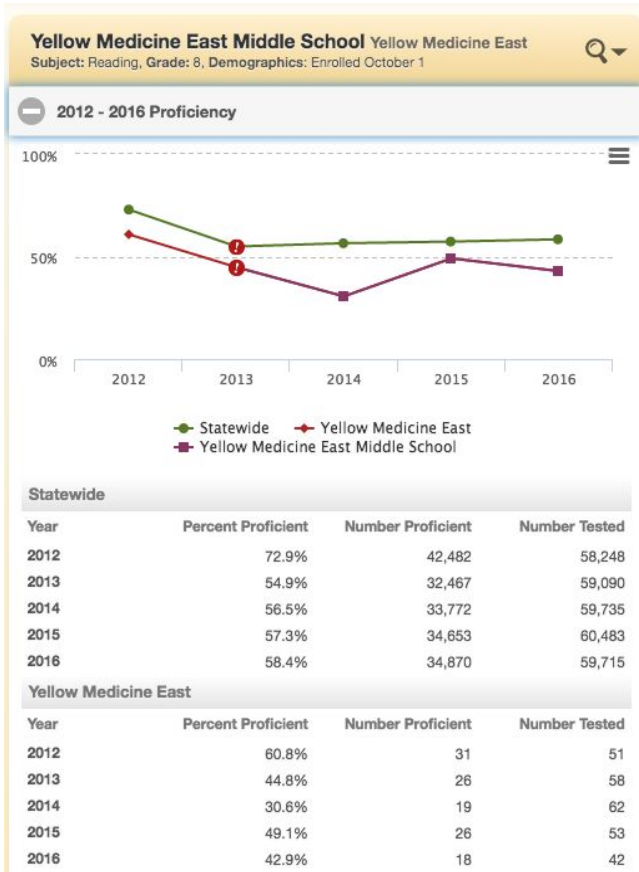 Yellow Medicine East Middle School Yellow Medicine East
Subject: Reading, Grade: 8, Demographics: Enrolled October 1
2012 - 2016 Proficiency
100%
50%
0%
2012 2013 2014 2015 2016
Statewide Yellow Medicine East
Yellow Medicine East Middle School
Statewide
Year Percent Proficient Number Proficient Number Tested
2012 72.9% 42,482 58,248
2013 54.9% 32,467 59,090
2014 56.5% 33,772 59,735
2015 57.3% 34,653 60,483
2016 58.4% 34,870 59,715
Yellow Medicine East
Year Percent Proficient Number Proficient Number Tested
2012 60.8% 31 51
2013 44.8% 26 58
2014 30.6% 19 62
2015 49.1% 26 53
2016 42.9% 18 42